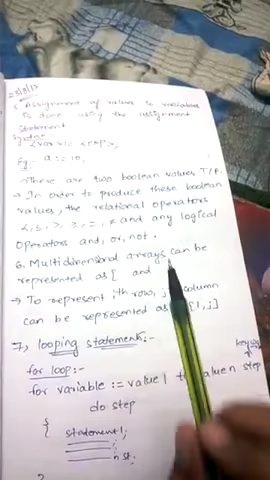 5. Assignment of values to variables
is done using the assignment
statement
Syntax
<var> := <exp>;
Eg:- a := 10;
There are two boolean values T/F.
→ In order to produce these boolean
values, the relational operators
<, ≤, >, ≥, =, ≠ and any logical
operators and, or, not.
6. Multidimensional arrays can be
represented as [ and
→ To represent ith row, j column
can be represented as [i,j]
7, looping statements:
for loop:
for variable := value1 to value n step
do step
{
statement1;
n st.